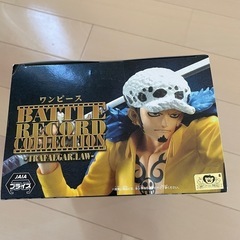 ワンピース
BATTLE
RECORD
COLLECTION
-TRAFALGAR.LAW-
JAIA
プライズ